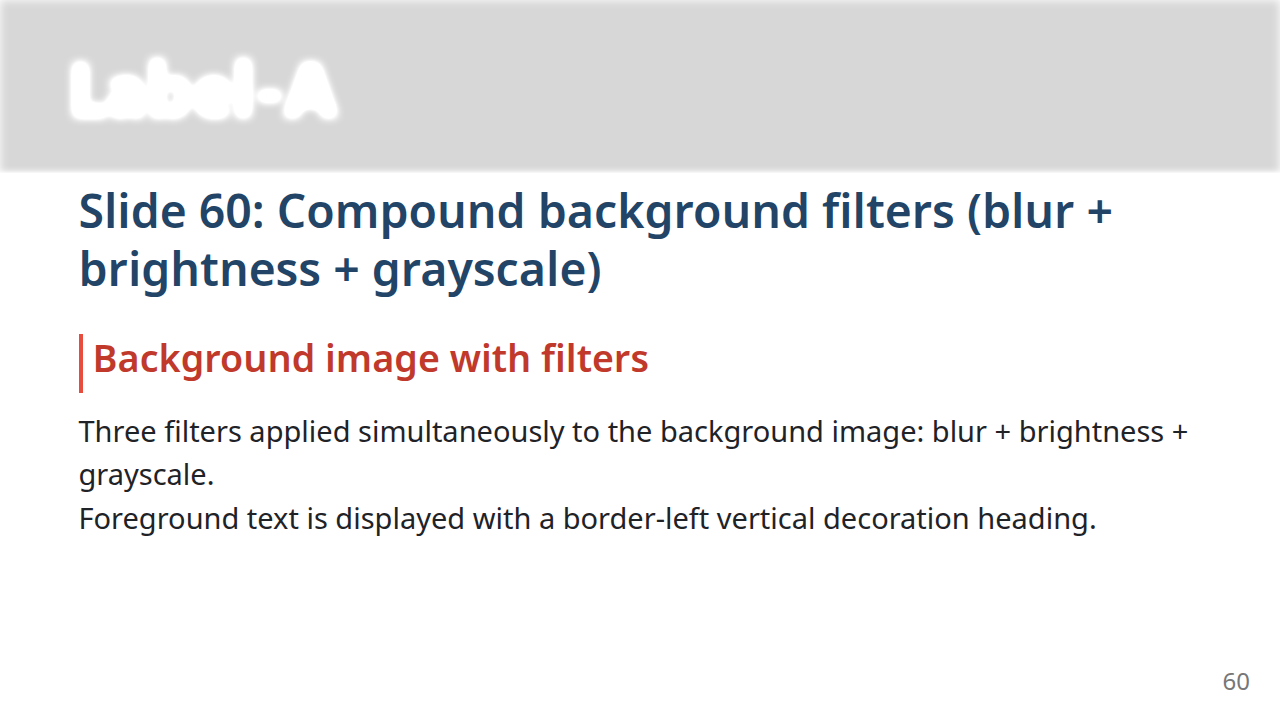 Label-A
Slide 60: Compound background filters (blur +
brightness + grayscale)
Background image with filters
Three filters applied simultaneously to the background image: blur + brightness +
grayscale.
Foreground text is displayed with a border-left vertical decoration heading.
60